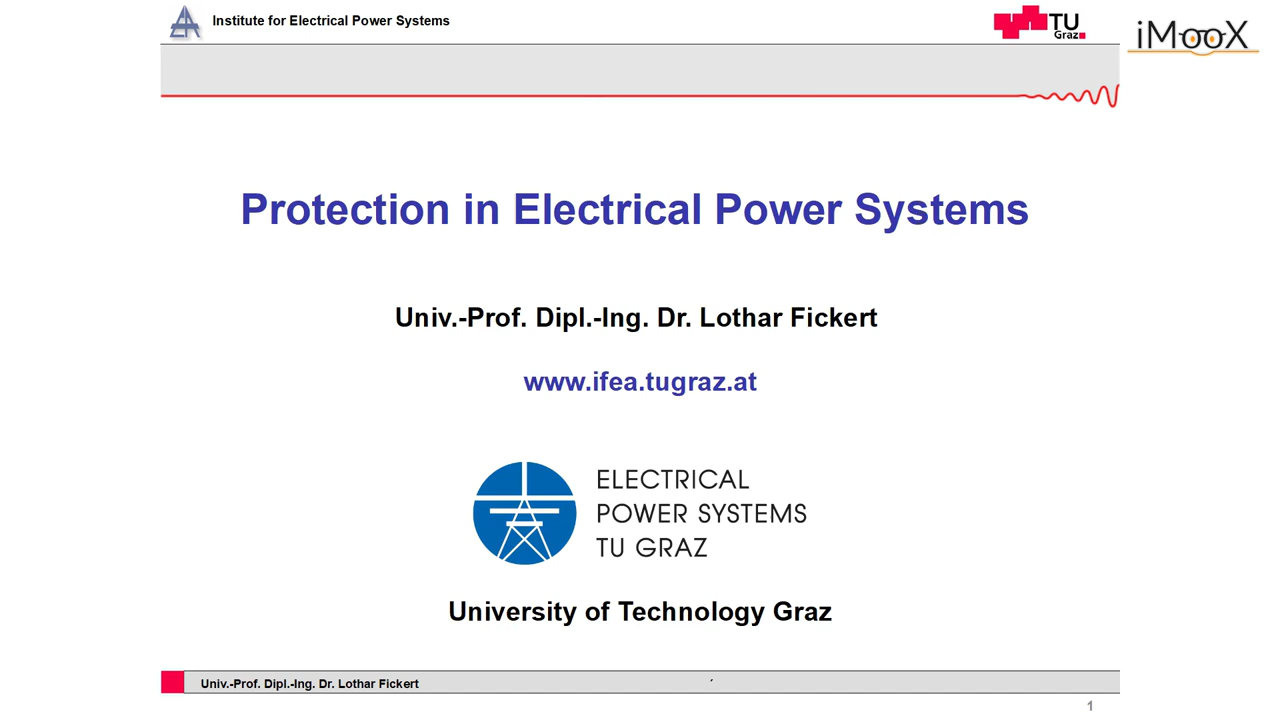 Institute for Electrical Power Systems
TU
Graz
iMooX
Protection in Electrical Power Systems
Univ.-Prof. Dipl.-Ing. Dr. Lothar Fickert
www.ifea.tugraz.at
ELECTRICAL
POWER SYSTEMS
TU GRAZ
University of Technology Graz
Univ.-Prof. Dipl.-Ing. Dr. Lothar Fickert
1